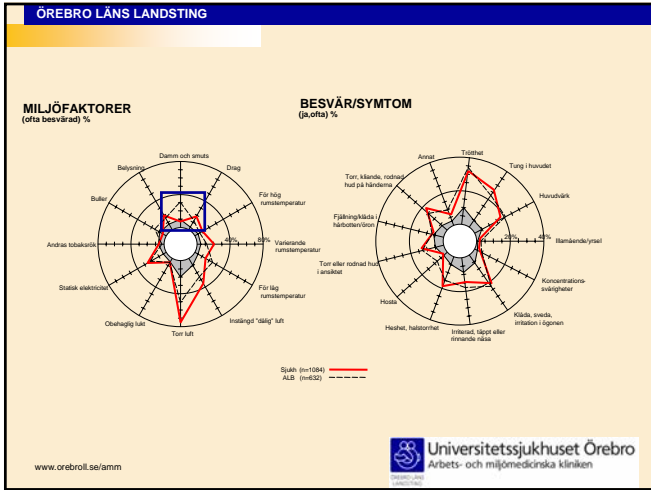 ÖREBRO LÄNS LANDSTING
MILJÖFAKTORER
(ofta besvärad) %
Damm och smuts
Drag
För hög
rumstemperatur
Varierande
rumstemperatur
För låg
rumstemperatur
Instängd "dålig" luft
Torr luft
Obehaglig lukt
Statisk elektricitet
Andras tobaksrök
Buller
Belysning
40%
80%
BESVÄR/SYMTOM
(ja,ofta) %
Trötthet
Tung i huvudet
Huvudvärk
Illamående/yrsel
Koncentrations-
svårigheter
Klåda, sveda,
irritation i ögonen
Irriterad, täppt eller
rinnande näsa
Heshet, halstorrhet
Hosta
Torr eller rodnad hud
i ansiktet
Fjällning/klåda i
hårbotten/öron
Torr, kliande, rodnad
hud på händerna
Annat
20%
40%
Sjukh (n=1084)
ALB (n=632)
www.orebroll.se/amm
Universitetssjukhuset Örebro
Arbets- och miljömedicinska kliniken
ÖREBRO LÄNS
LANDSTING